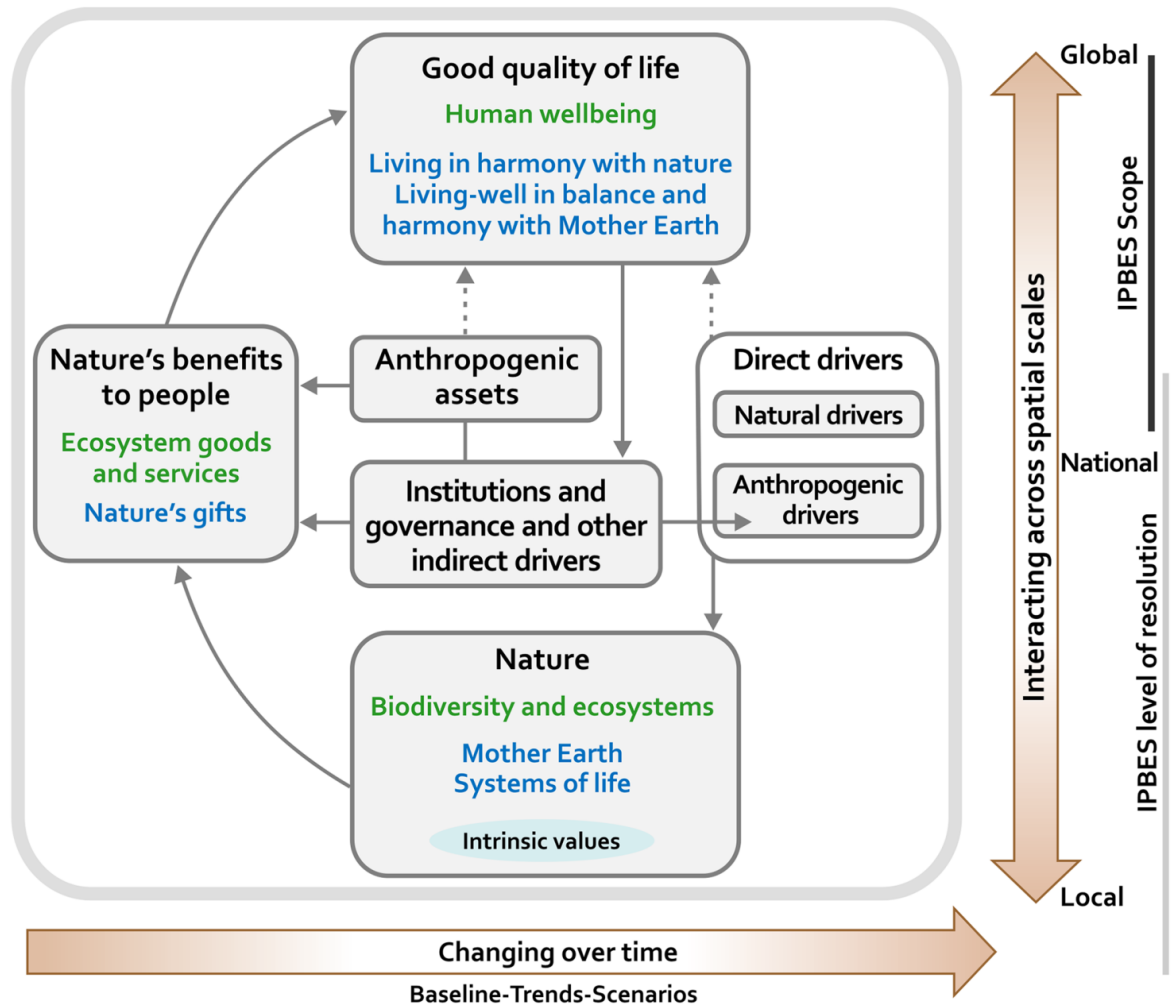 Good quality of life
Human wellbeing
Living in harmony with nature
Living-well in balance and
harmony with Mother Earth
Nature's benefits
to people
Ecosystem goods
and services
Nature's gifts
Anthropogenic
assets
Institutions and
governance and other
indirect drivers
Direct drivers
Natural drivers
Anthropogenic
drivers
Nature
Biodiversity and ecosystems
Mother Earth
Systems of life
Intrinsic values
Changing over time
Baseline-Trends-Scenarios
Global
National
Local
Interacting across spatial scales
IPBES Scope
IPBES level of resolution